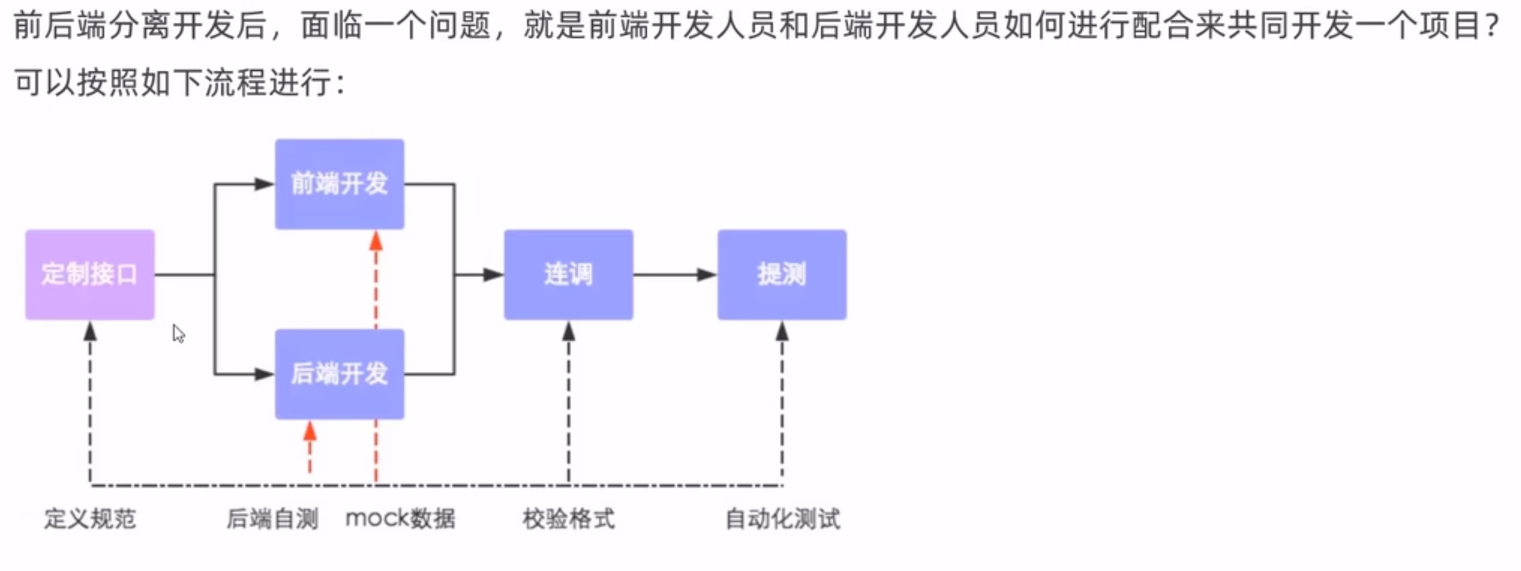 前后端分离开发后，面临一个问题，就是前端开发人员和后端开发人员如何进行配合来共同开发一个项目？
可以按照如下流程进行：
前端开发
定制接口
连调
提测
后端开发
定义规范
后端自测
mock数据
校验格式
自动化测试